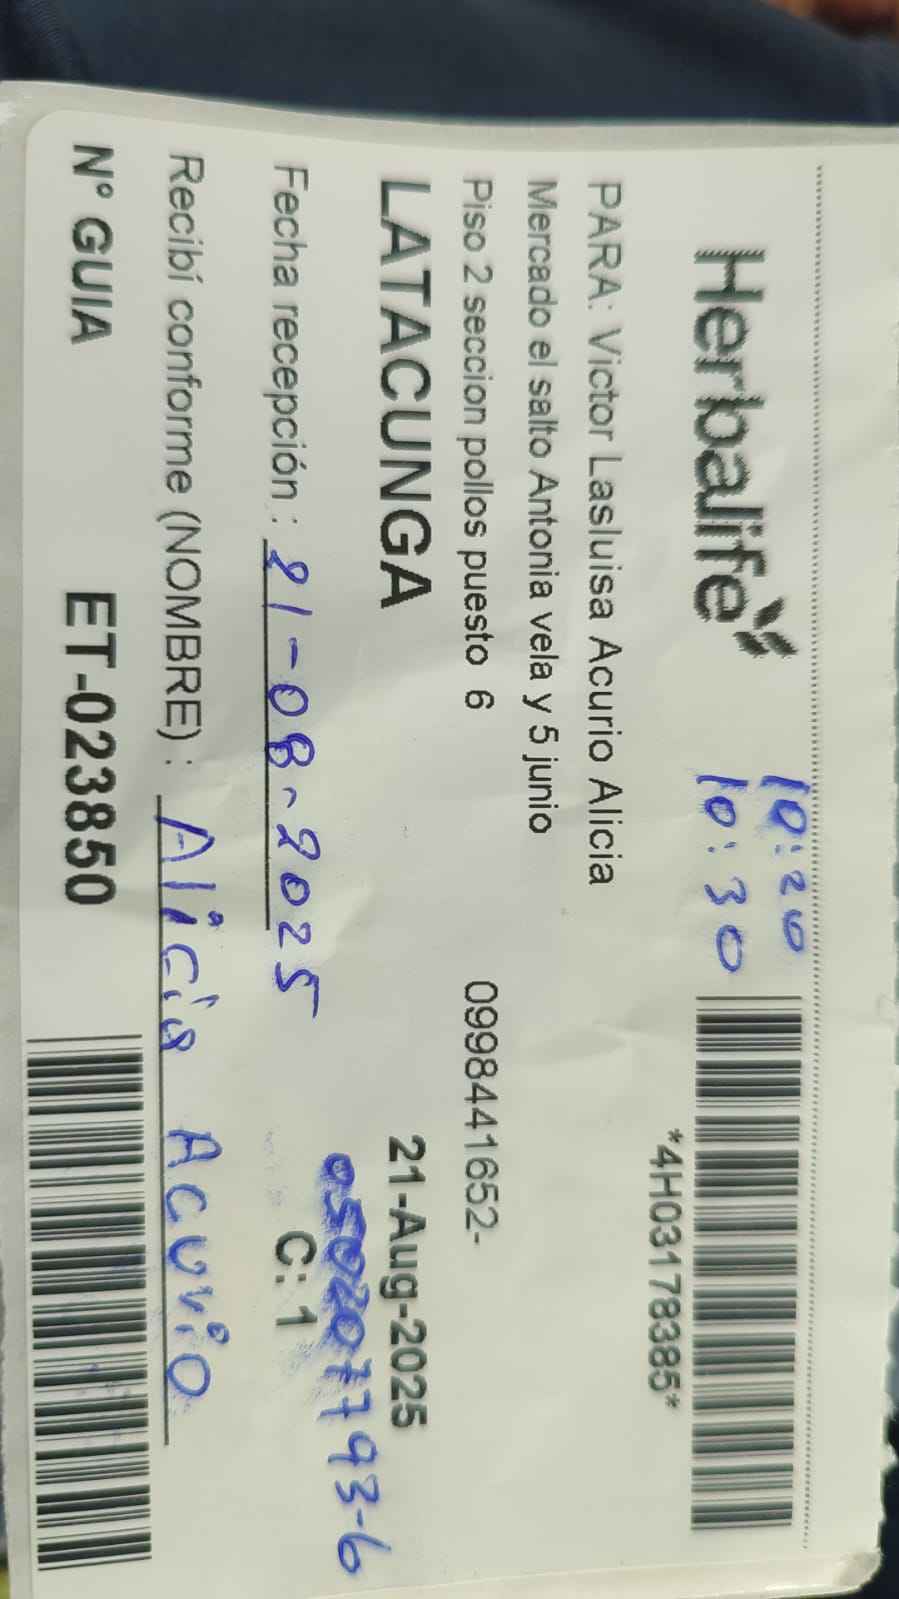 Herbalife
10:20
10:30
*4H03178385*
PARA: Victor Lasluisa Acurio Alicia
Mercado el salto Antonia vela y 5 junio
Piso 2 seccion pollos puesto 6 0998441652-
LATACUNGA 21-Aug-2025
050207793-6
Fecha recepción : 21-08-2025 C: 1
Recibí conforme (NOMBRE) : Alicia Acurio
N° GUIA ET-023850